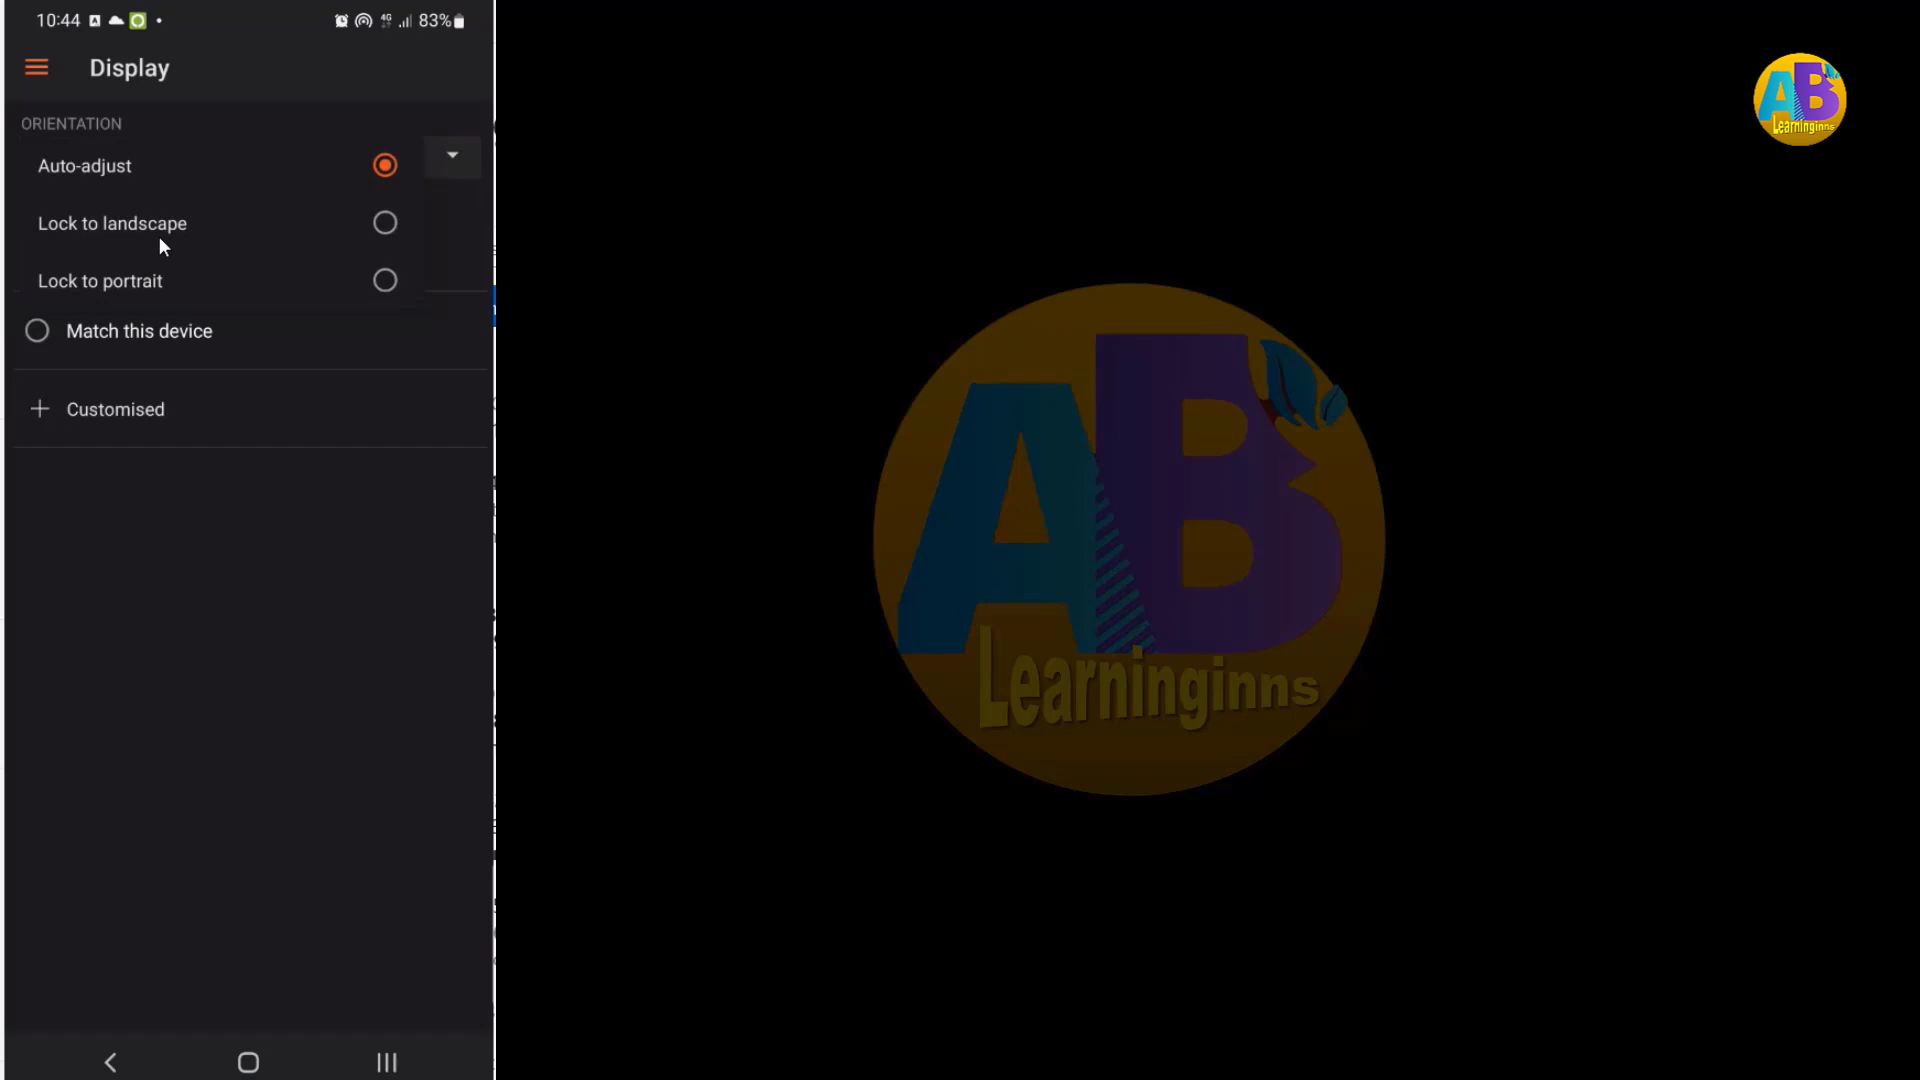 10:44
4G
83%
Display
ORIENTATION
Auto-adjust
Lock to landscape
Lock to portrait
Match this device
+ Customised
AB
Learninginns
AB
Learninginns